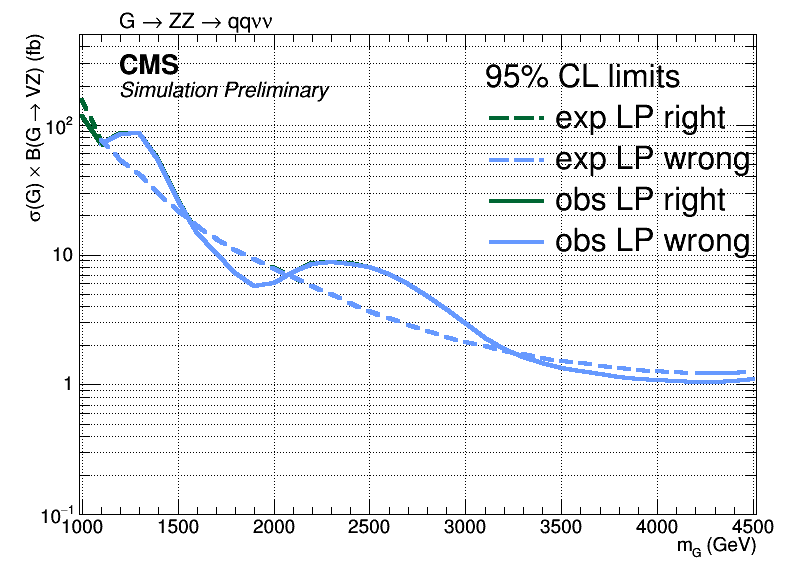 G → ZZ → qqνν
σ(G) × B(G → VZ) (fb)
CMS
Simulation Preliminary
95% CL limits
exp LP right
exp LP wrong
obs LP right
obs LP wrong
10²
10
1
10⁻¹
1000 1500 2000 2500 3000 3500 4000 4500
m_G (GeV)